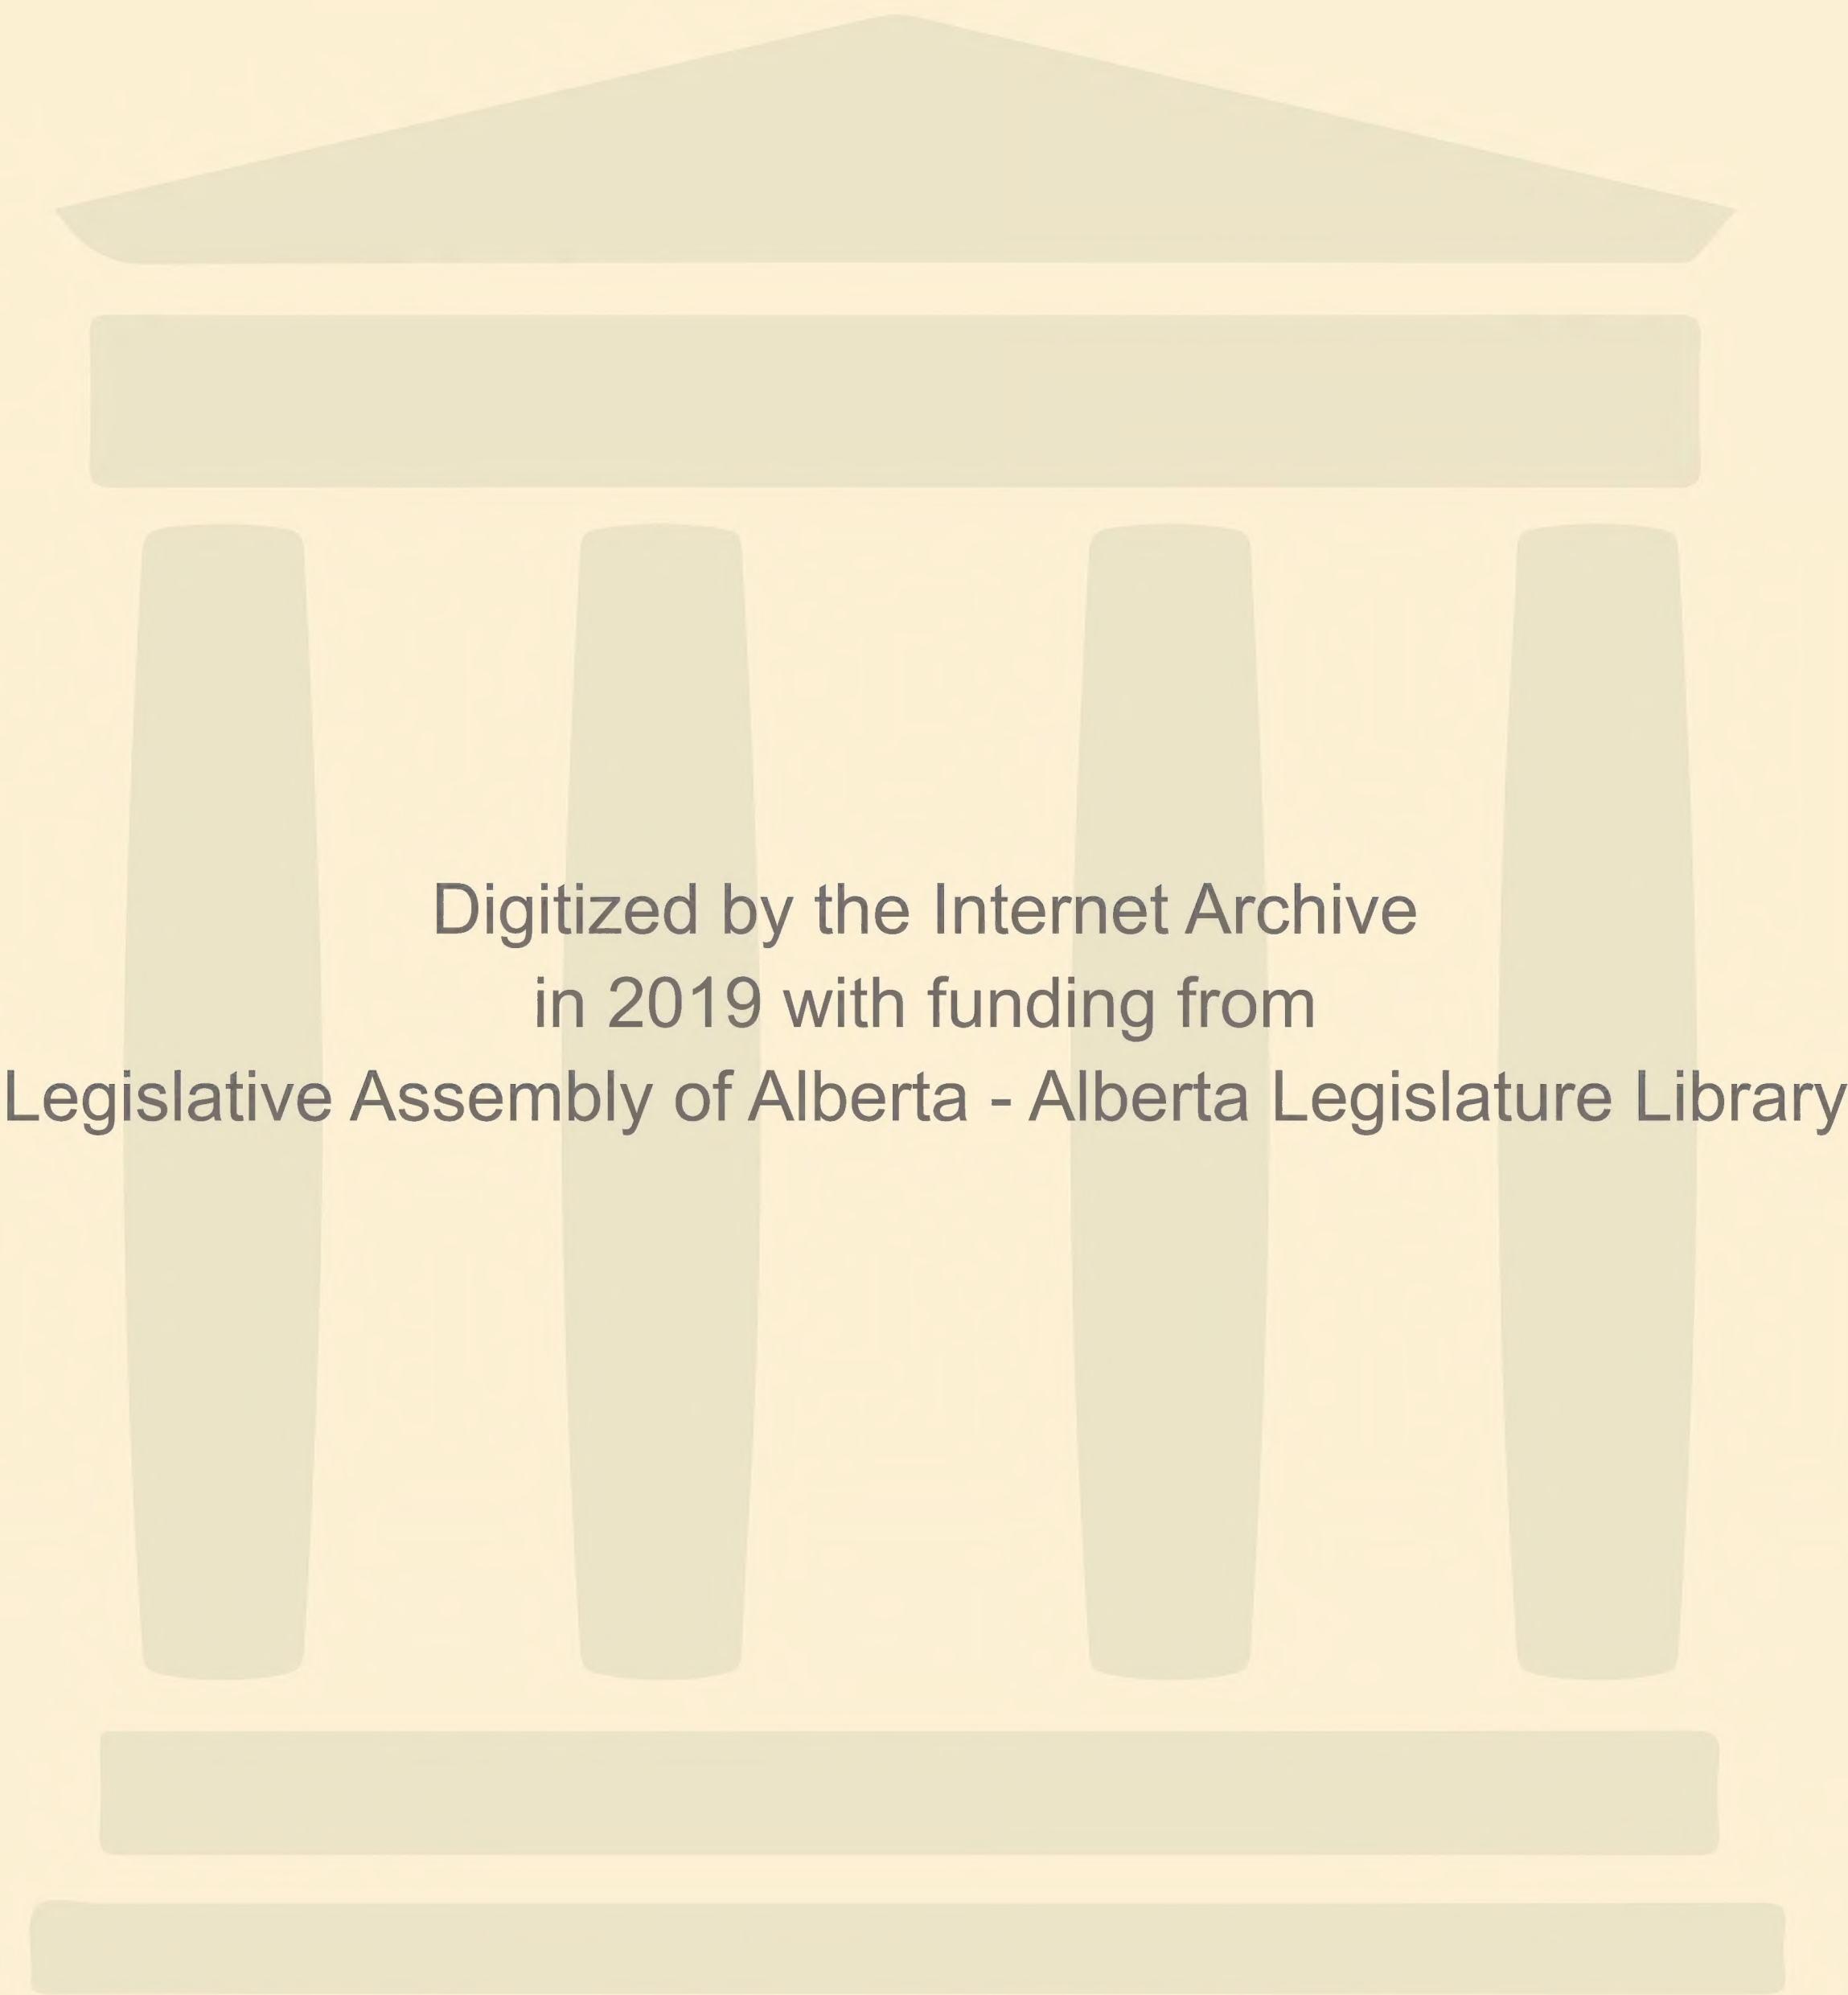 Digitized by the Internet Archive
in 2019 with funding from
Legislative Assembly of Alberta - Alberta Legislature Library